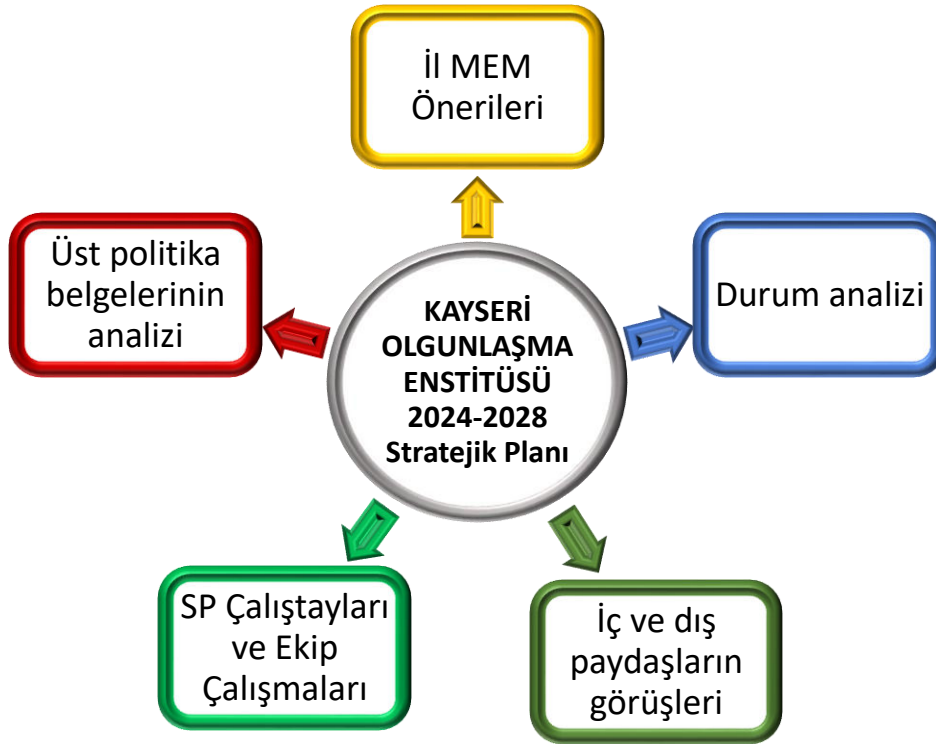 İl MEM
Önerileri
Üst politika
belgelerinin
analizi
Durum analizi
KAYSERİ
OLGUNLAŞMA
ENSTİTÜSÜ
2024-2028
Stratejik Planı
SP Çalıştayları
ve Ekip
Çalışmaları
İç ve dış
paydaşların
görüşleri